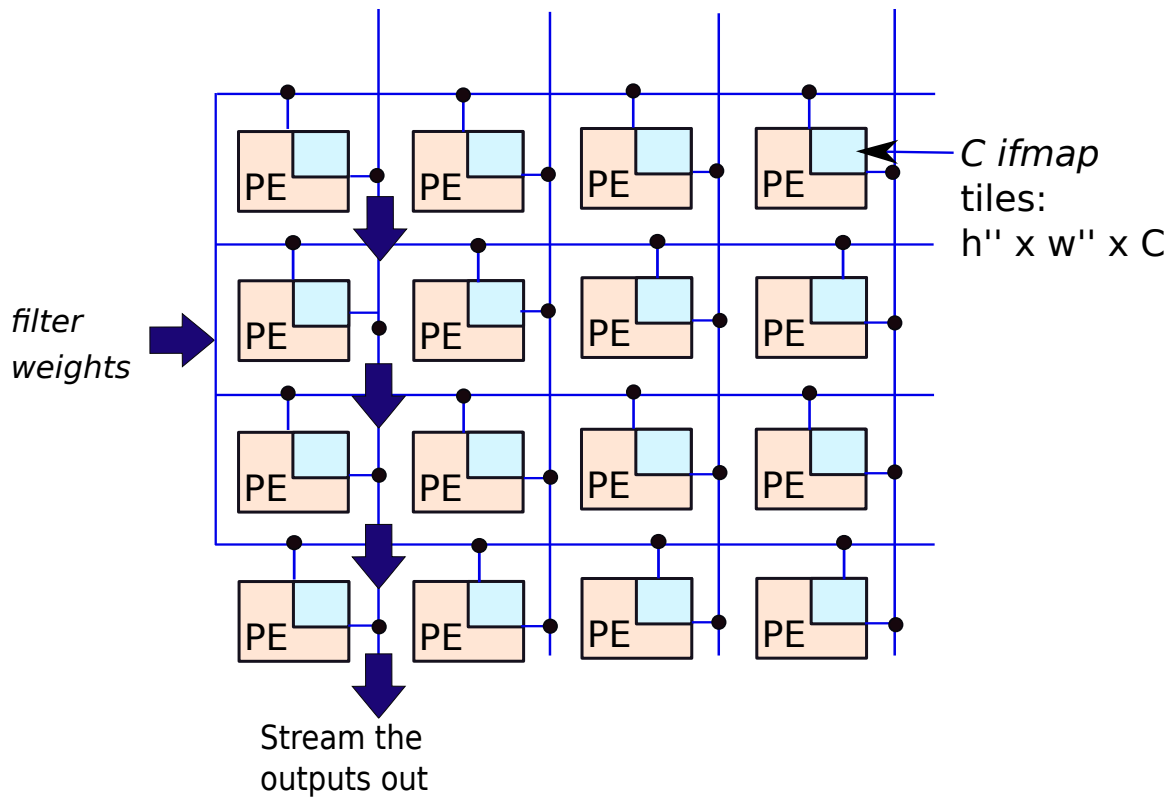 PE PE PE PE
C ifmap
tiles:
h'' x w'' x C
PE PE PE PE
filter
weights
PE PE PE PE
PE PE PE PE
Stream the
outputs out